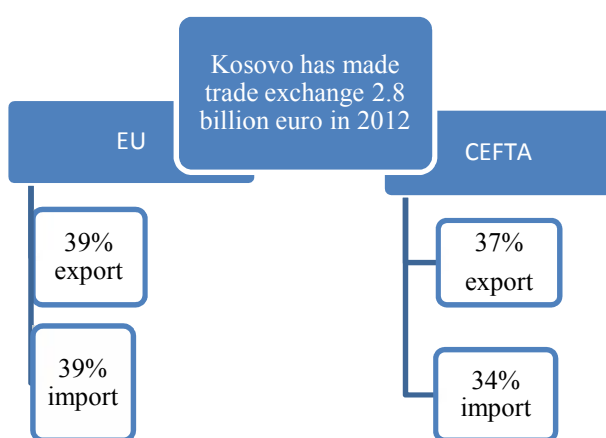 Kosovo has made
trade exchange 2.8
billion euro in 2012
EU
CEFTA
39%
export
39%
import
37%
export
34%
import